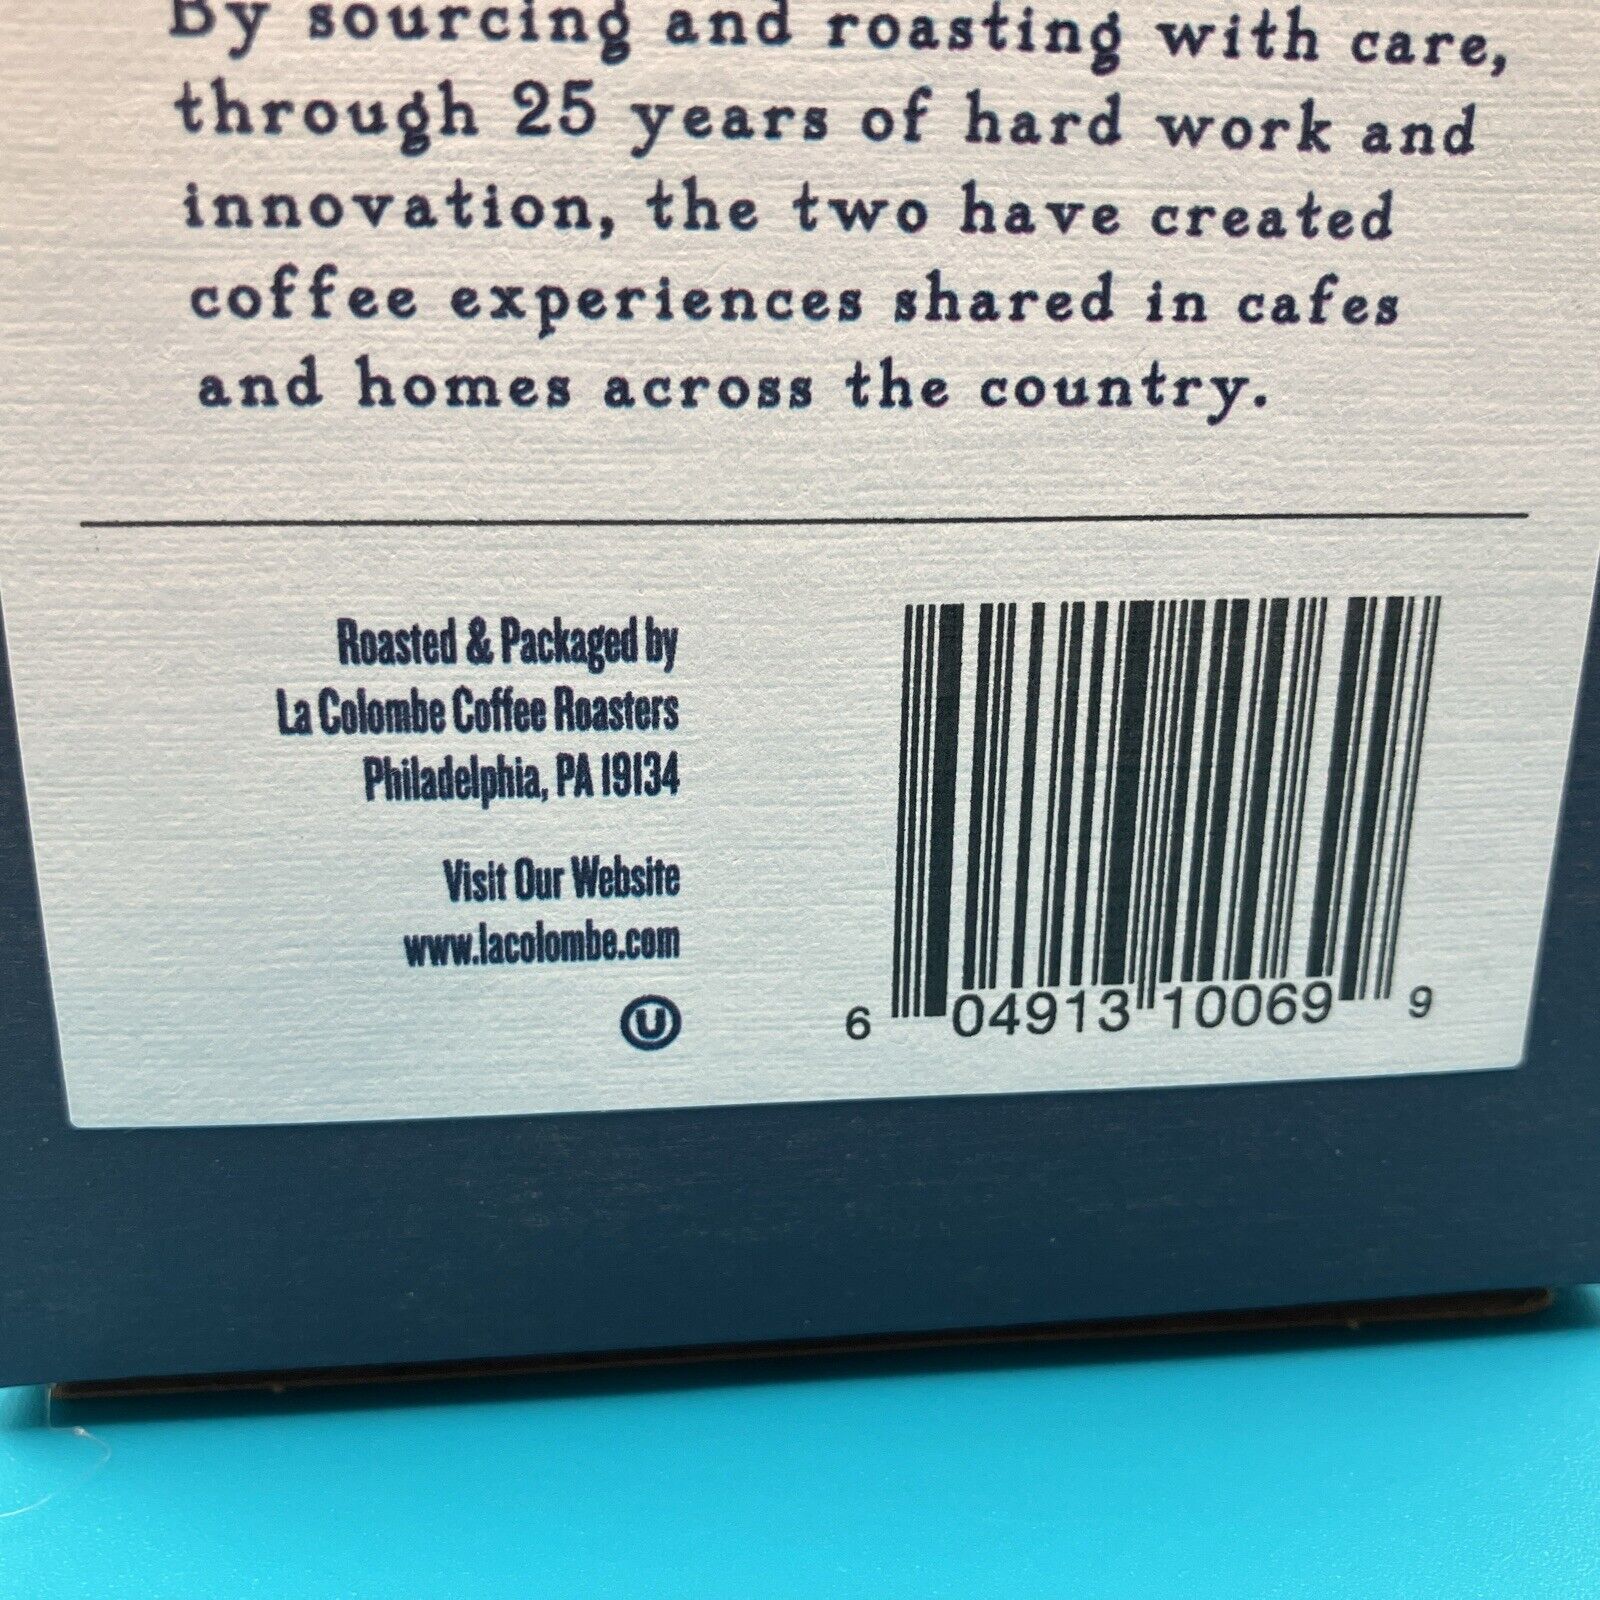 By sourcing and roasting with care,
through 25 years of hard work and
innovation, the two have created
coffee experiences shared in cafes
and homes across the country.
Roasted & Packaged by
La Colombe Coffee Roasters
Philadelphia, PA 19134
Visit Our Website
www.lacolombe.com
U
6 04913 10069 9